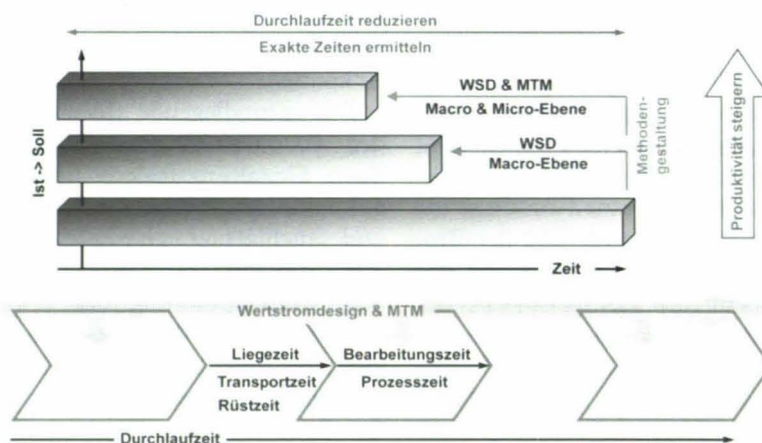 Durchlaufzeit reduzieren
Exakte Zeiten ermitteln
WSD & MTM
Macro & Micro-Ebene
WSD
Macro-Ebene
Methoden-
gestaltung
Produktivität steigern
Ist -> Soll
Zeit
Wertstromdesign & MTM
Liegezeit
Bearbeitungszeit
Transportzeit
Prozesszeit
Rüstzeit
Durchlaufzeit